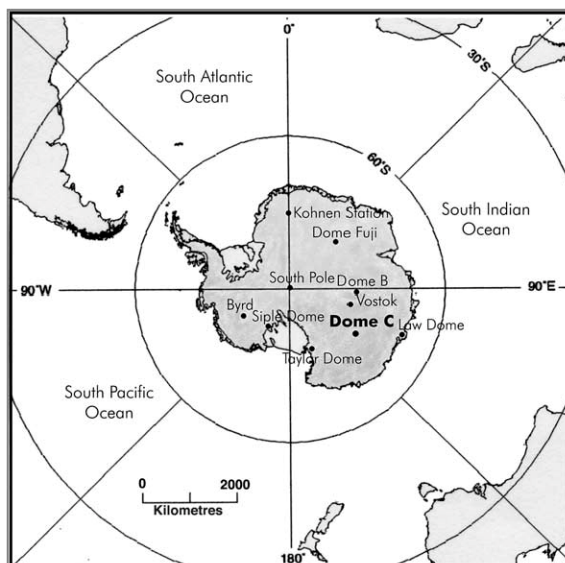 0°
30°S
South Atlantic
Ocean
60°S
Kohnen Station
South Indian
Ocean
Dome Fuji
South Pole
Dome B
90°W
90°E
Vostok
Byrd
Siple Dome
Dome C
Law Dome
Taylor Dome
South Pacific
Ocean
0 2000
Kilometres
180°